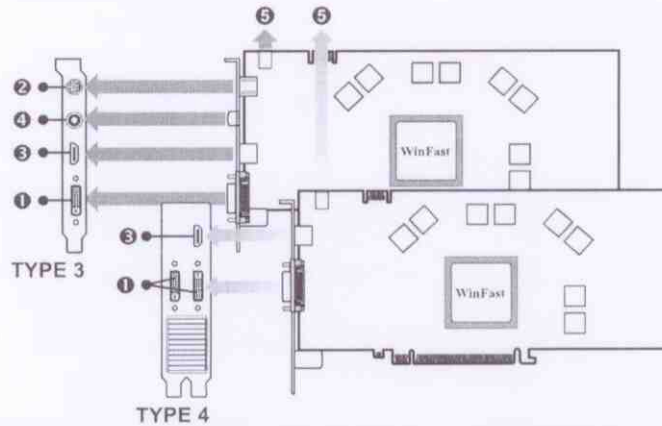 ❺ ❺
❷
❹
❸
❶
WinFast
TYPE 3
❸
❶
WinFast
TYPE 4